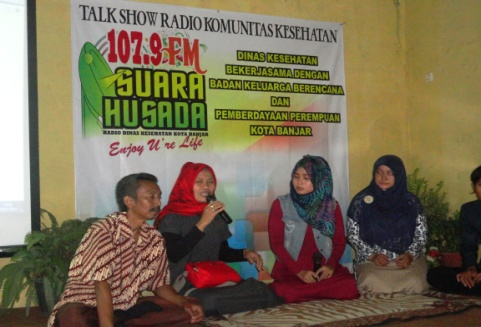 TALK SHOW RADIO KOMUNITAS KESEHATAN
107.9 FM
SUARA
HUSADA
RADIO DINAS KESEHATAN KOTA BANJAR
Enjoy U're Life
DINAS KESEHATAN
BEKERJASAMA DENGAN
BADAN KELUARGA BERENCANA
DAN
PEMBERDAYAAN PEREMPUAN
KOTA BANJAR